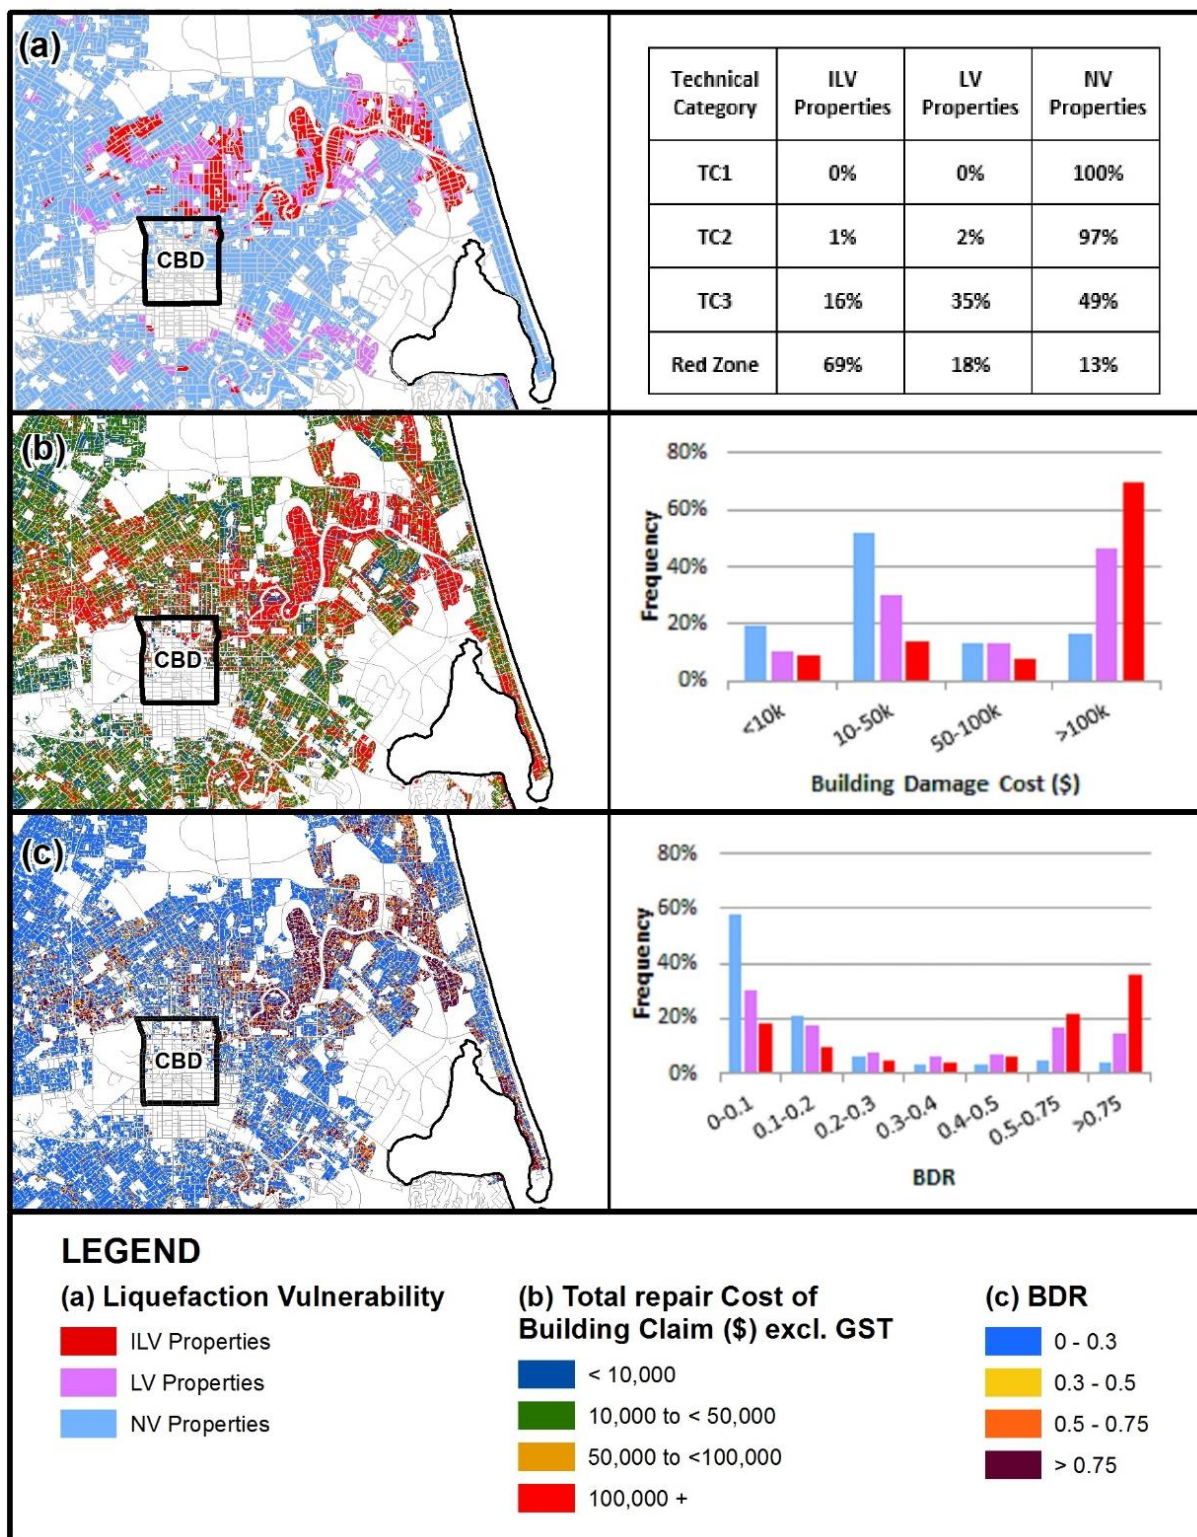 (a)
CBD
Technical Category ILV Properties LV Properties NV Properties
TC1 0% 0% 100%
TC2 1% 2% 97%
TC3 16% 35% 49%
Red Zone 69% 18% 13%
(b)
CBD
Frequency
80%
60%
40%
20%
0%
<10k 10-50k 50-100k >100k
Building Damage Cost ($)
(c)
CBD
Frequency
80%
60%
40%
20%
0%
0-0.1 0.1-0.2 0.2-0.3 0.3-0.4 0.4-0.5 0.5-0.75 >0.75
BDR
LEGEND
(a) Liquefaction Vulnerability
ILV Properties
LV Properties
NV Properties
(b) Total repair Cost of
Building Claim ($) excl. GST
< 10,000
10,000 to < 50,000
50,000 to <100,000
100,000 +
(c) BDR
0 - 0.3
0.3 - 0.5
0.5 - 0.75
> 0.75